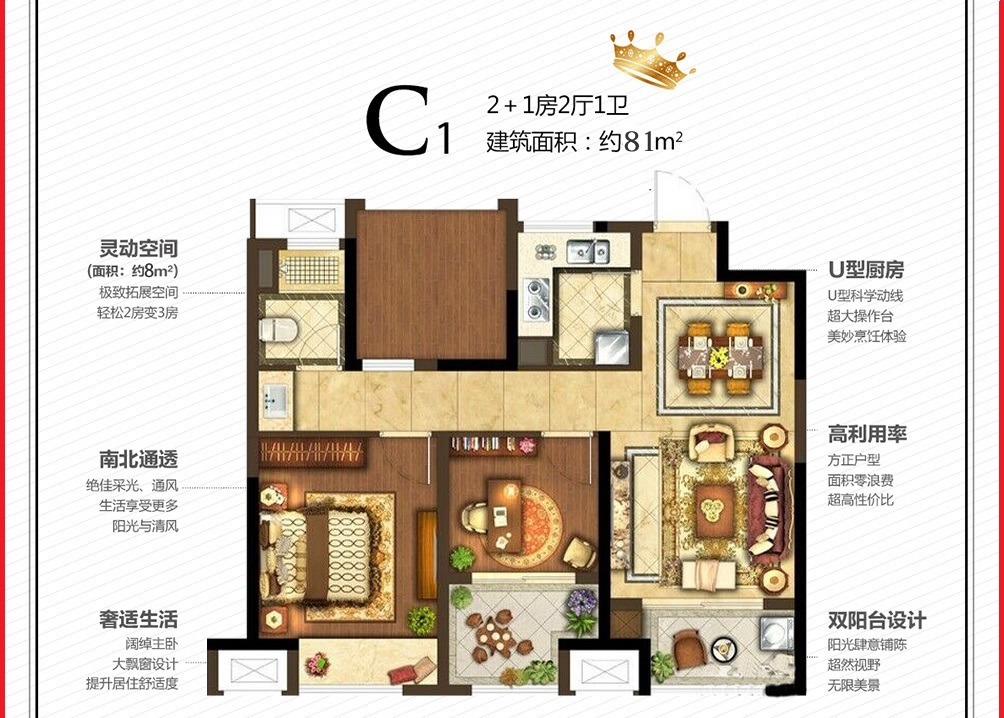 C1
2+1房2厅1卫
建筑面积：约81m²
灵动空间
(面积：约8m²)
极致拓展空间
轻松2房变3房
南北通透
绝佳采光、通风
生活享受更多
阳光与清风
奢适生活
阔绰主卧
大飘窗设计
提升居住舒适度
U型厨房
U型科学动线
超大操作台
美妙烹饪体验
高利用率
方正户型
面积零浪费
超高性价比
双阳台设计
阳光肆意铺陈
超然视野
无限美景